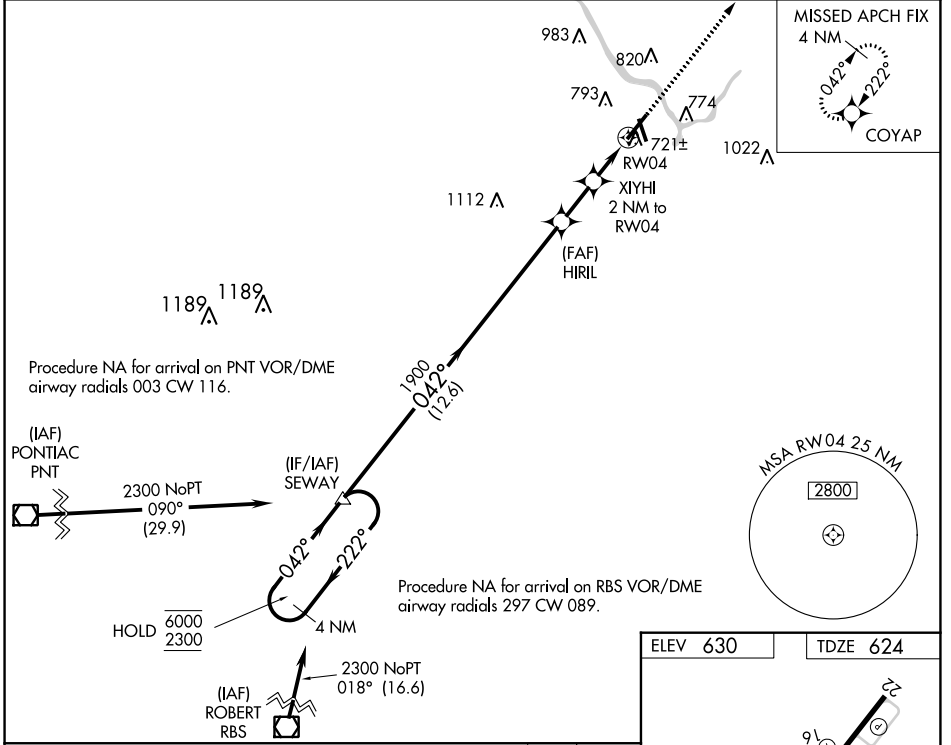 MISSED APCH FIX
4 NM
042°
222°
COYAP
983
820
793
774
721±
1022
RW04
XIYHI
2 NM to
RW04
1112
(FAF)
HIRIL
1189
1189
Procedure NA for arrival on PNT VOR/DME
airway radials 003 CW 116.
1900
042°
(12.6)
(IAF)
PONTIAC
PNT
2300 NoPT
090°
(29.9)
(IF/IAF)
SEWAY
MSA RW04 25 NM
2800
042°
222°
Procedure NA for arrival on RBS VOR/DME
airway radials 297 CW 089.
HOLD
6000
2300
4 NM
2300 NoPT
018° (16.6)
(IAF)
ROBERT
RBS
ELEV 630
TDZE 624
22
16
P